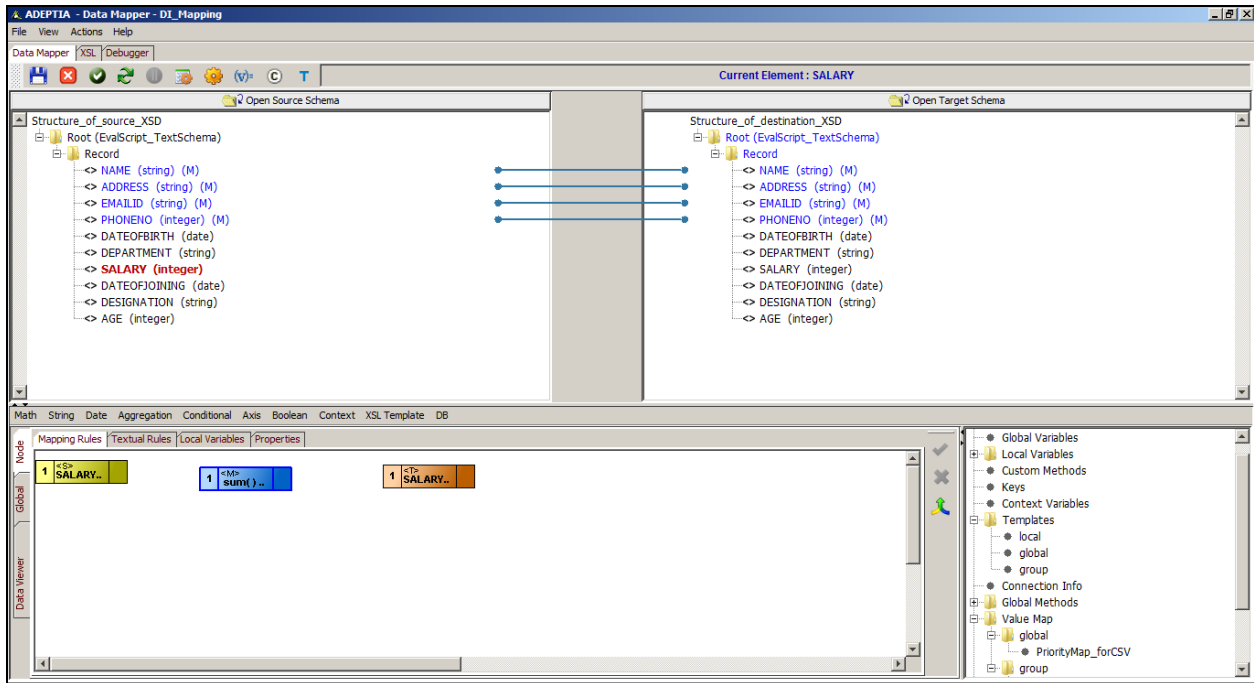 ADEPTIA - Data Mapper - DI_Mapping
File View Actions Help
Data Mapper XSL Debugger
(v)= C T Current Element : SALARY
Open Source Schema Open Target Schema
Structure_of_source_XSD
Root (EvalScript_TextSchema)
Record
<> NAME (string) (M)
<> ADDRESS (string) (M)
<> EMAILID (string) (M)
<> PHONENO (integer) (M)
<> DATEOFBIRTH (date)
<> DEPARTMENT (string)
<> SALARY (integer)
<> DATEOFJOINING (date)
<> DESIGNATION (string)
<> AGE (integer)
Structure_of_destination_XSD
Root (EvalScript_TextSchema)
Record
<> NAME (string) (M)
<> ADDRESS (string) (M)
<> EMAILID (string) (M)
<> PHONENO (integer) (M)
<> DATEOFBIRTH (date)
<> DEPARTMENT (string)
<> SALARY (integer)
<> DATEOFJOINING (date)
<> DESIGNATION (string)
<> AGE (integer)
Math String Date Aggregation Conditional Axis Boolean Context XSL Template DB
Node
Global
Data Viewer
Mapping Rules Textual Rules Local Variables Properties
1 <S> SALARY..
1 <M> sum( )..
1 <T> SALARY..
Global Variables
Local Variables
Custom Methods
Keys
Context Variables
Templates
local
global
group
Connection Info
Global Methods
Value Map
global
PriorityMap_forCSV
group